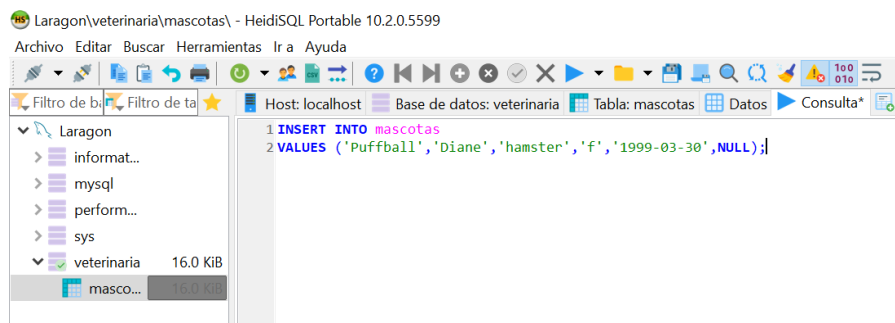 Laragon\veterinaria\mascotas\ - HeidiSQL Portable 10.2.0.5599
Archivo Editar Buscar Herramientas Ir a Ayuda
Filtro de ba Filtro de ta Host: localhost Base de datos: veterinaria Tabla: mascotas Datos Consulta*
Laragon
informat...
mysql
perform...
sys
veterinaria 16.0 KiB
masco... 16.0 KiB
1 INSERT INTO mascotas
2 VALUES ('Puffball','Diane','hamster','f','1999-03-30',NULL);